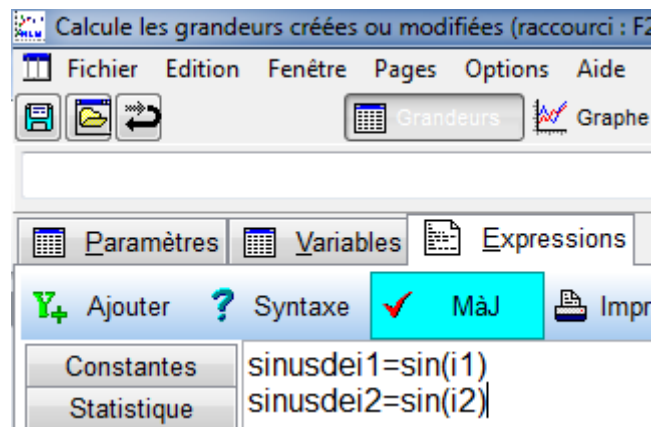 Calcule les grandeurs créées ou modifiées (raccourci : F2
Fichier Edition Fenêtre Pages Options Aide
Grandeurs Graphe
Paramètres Variables Expressions
Ajouter ? Syntaxe MàJ Impr
Constantes
Statistique
sinusdei1=sin(i1)
sinusdei2=sin(i2)